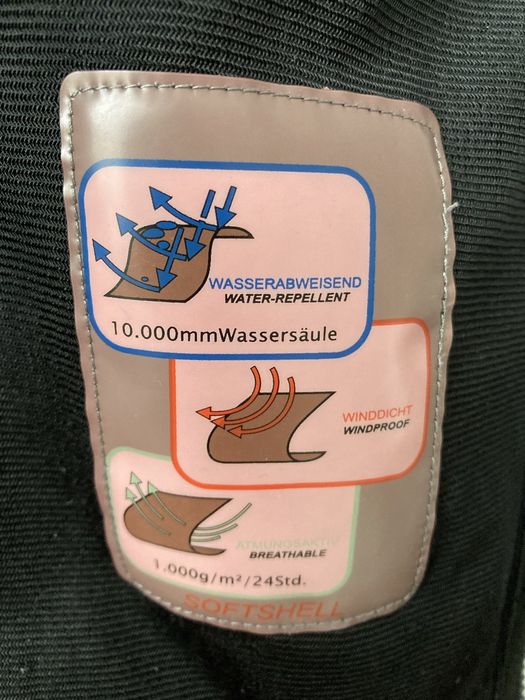 WASSERABWEISEND
WATER-REPELLENT
10.000mmWassersäule
WINDDICHT
WINDPROOF
ATMUNGSAKTIV
BREATHABLE
1.000g/m²/24Std.
SOFTSHELL